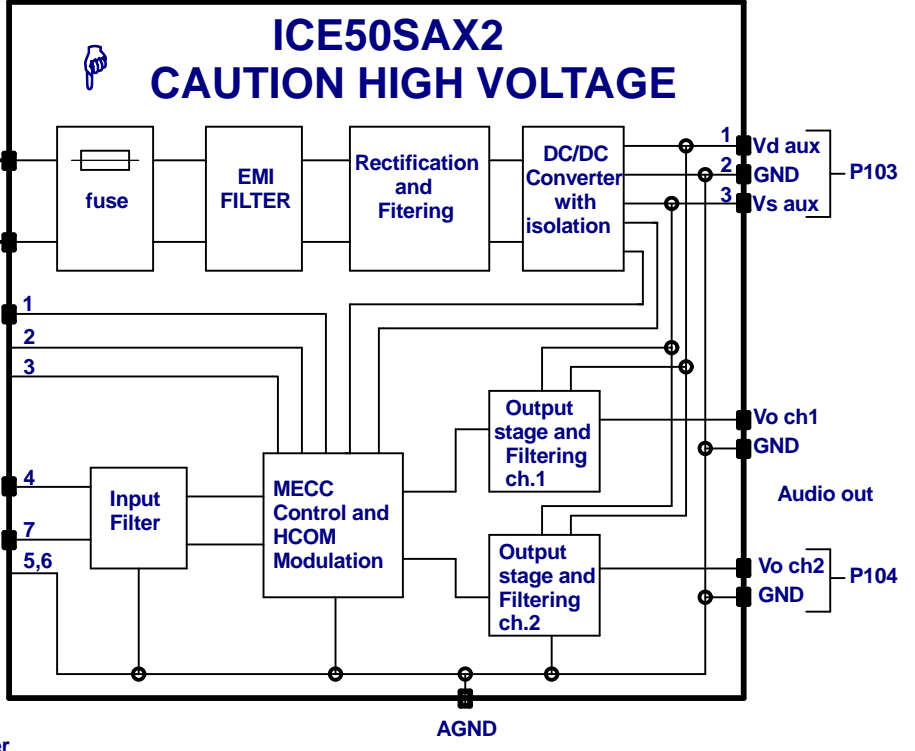 ICE50SAX2
CAUTION HIGH VOLTAGE
fuse
EMI
FILTER
Rectification
and
Fitering
DC/DC
Converter
with
isolation
1
Vd aux
2
GND
3
Vs aux
P103
1
2
3
4
7
5,6
Input
Filter
MECC
Control and
HCOM
Modulation
Output
stage and
Filtering
ch.1
Output
stage and
Filtering
ch.2
Vo ch1
GND
Audio out
Vo ch2
GND
P104
AGND
er